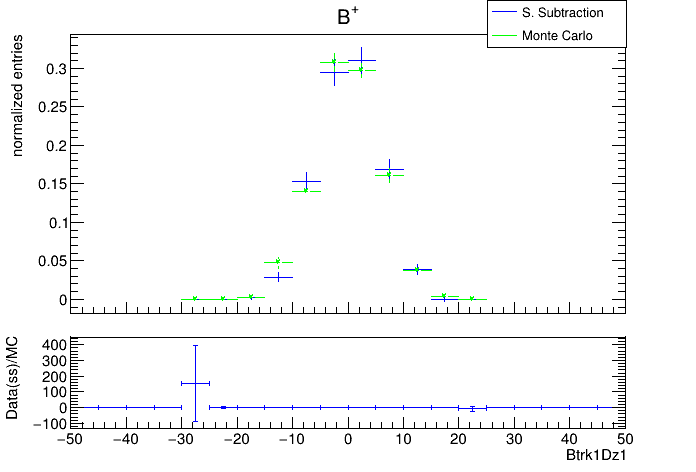 B+
S. Subtraction
Monte Carlo
normalized entries
0.3
0.25
0.2
0.15
0.1
0.05
0
Data(ss)/MC
400
300
200
100
0
−100
−50 −40 −30 −20 −10 0 10 20 30 40 50
Btrk1Dz1